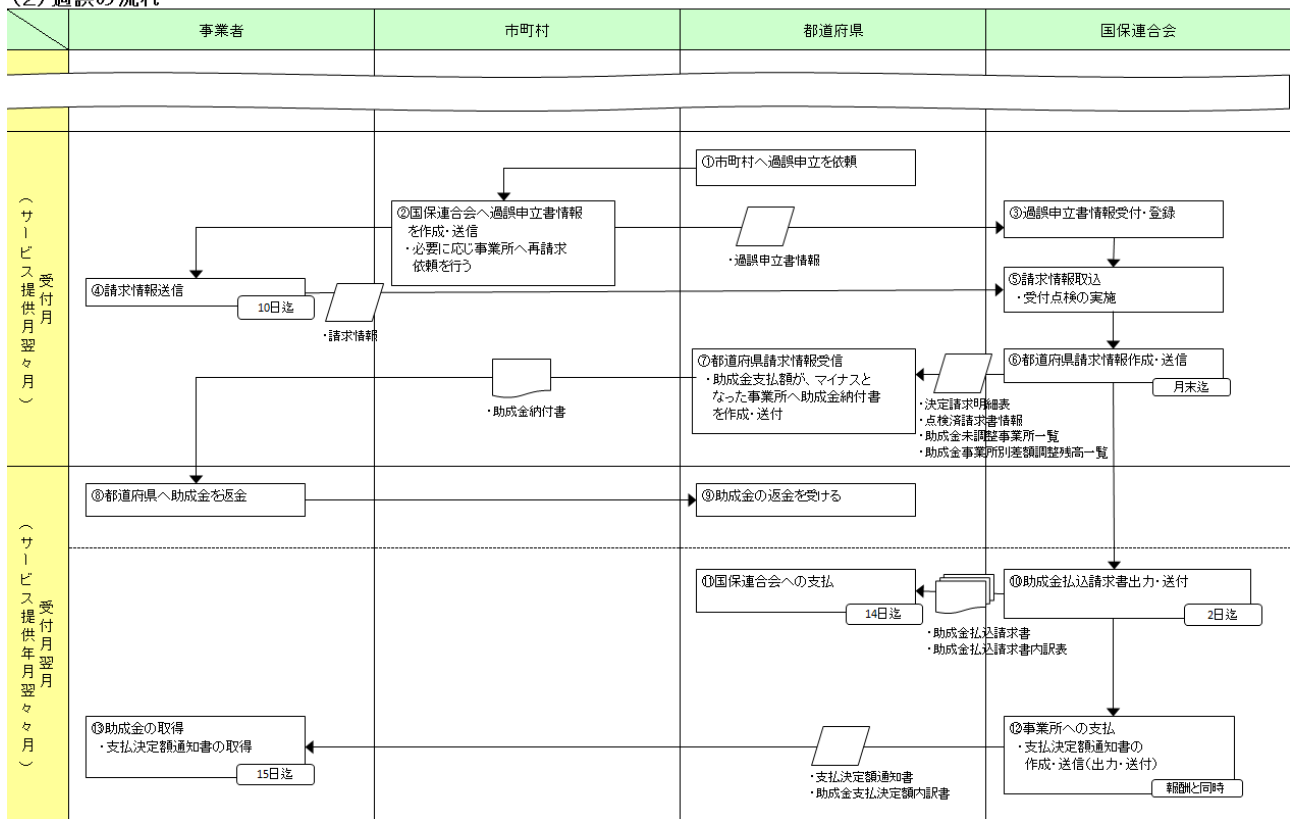 (2)過誤の流れ
事業者
市町村
都道府県
国保連合会
受付月
（サービス提供月翌々月）
①市町村へ過誤申立を依頼
②国保連合会へ過誤申立書情報
を作成・送信
・必要に応じ事業所へ再請求
依頼を行う
・過誤申立書情報
③過誤申立書情報受付・登録
④請求情報送信
10日迄
・請求情報
⑤請求情報取込
・受付点検の実施
⑥都道府県請求情報作成・送信
月末迄
⑦都道府県請求情報受信
・助成金支払額が、マイナスと
なった事業所へ助成金納付書
を作成・送付
・決定請求明細表
・点検済請求書情報
・助成金未調整事業所一覧
・助成金事業所別差額調整残高一覧
・助成金納付書
受付月翌月
（サービス提供年月翌々々月）
⑧都道府県へ助成金を返金
⑨助成金の返金を受ける
⑩助成金払込請求書出力・送付
2日迄
⑪国保連合会への支払
14日迄
・助成金払込請求書
・助成金払込請求書内訳表
⑫事業所への支払
・支払決定額通知書の
作成・送信(出力・送付)
報酬と同時
・支払決定額通知書
・助成金支払決定額内訳書
⑬助成金の取得
・支払決定額通知書の取得
15日迄